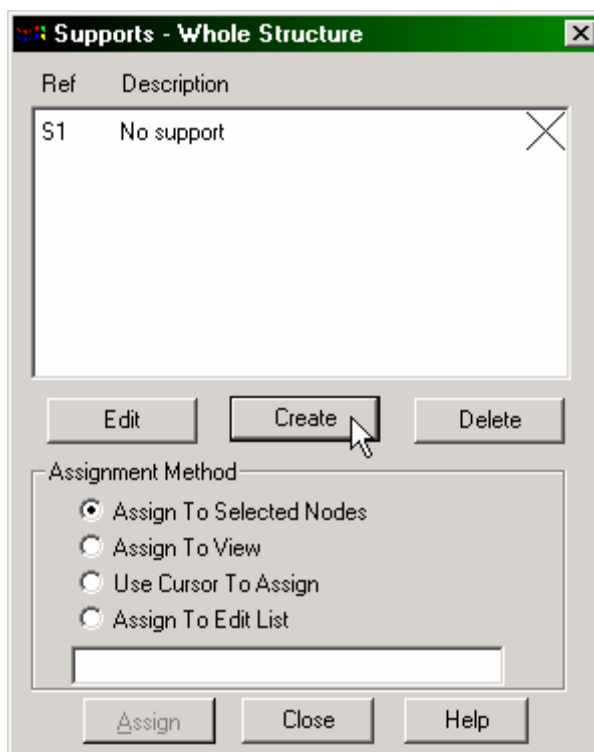 Supports - Whole Structure
Ref Description
S1 No support
Edit Create Delete
Assignment Method
Assign To Selected Nodes
Assign To View
Use Cursor To Assign
Assign To Edit List
Assign Close Help